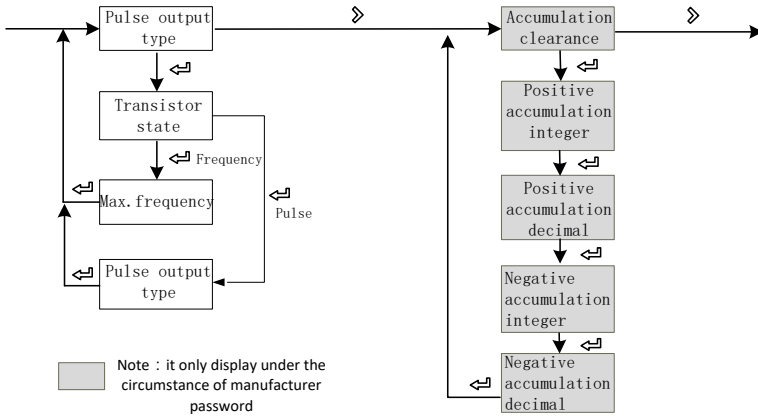 Pulse output
type
Transistor
state
Frequency
Max.frequency
Pulse
Pulse output
type
Accumulation
clearance
Positive
accumulation
integer
Positive
accumulation
decimal
Negative
accumulation
integer
Negative
accumulation
decimal
Note：it only display under the
circumstance of manufacturer
password